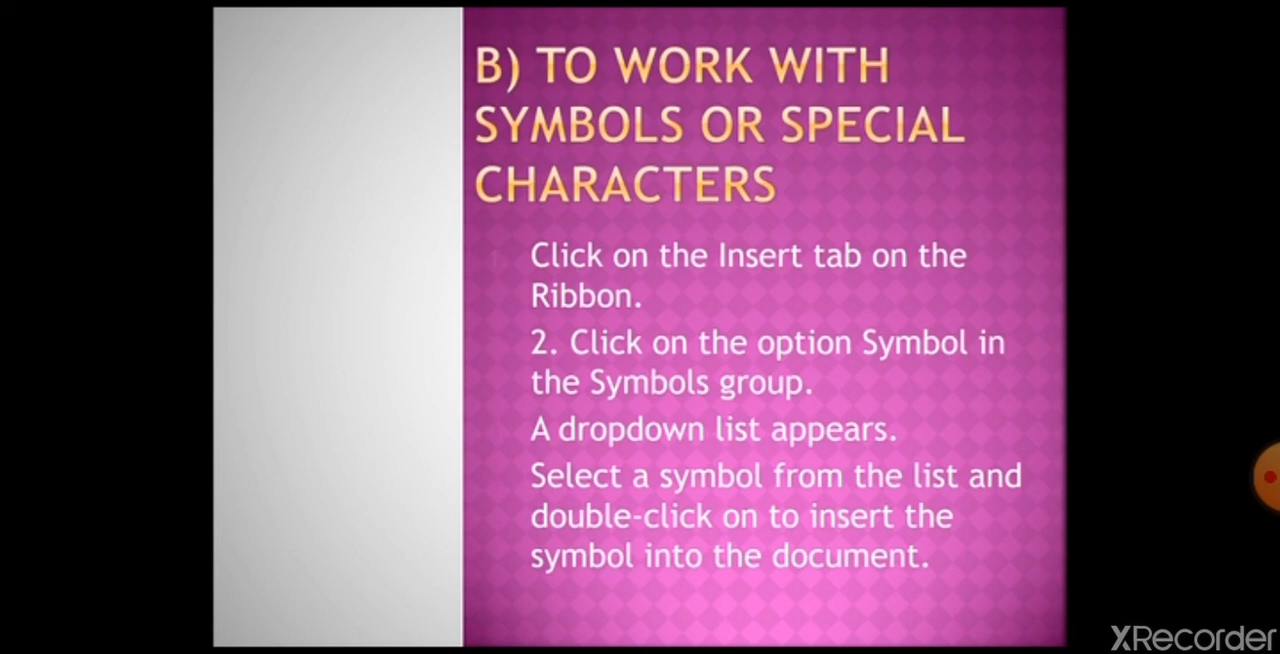 B) TO WORK WITH
SYMBOLS OR SPECIAL
CHARACTERS
Click on the Insert tab on the
Ribbon.
2. Click on the option Symbol in
the Symbols group.
A dropdown list appears.
Select a symbol from the list and
double-click on to insert the
symbol into the document.
XRecorder